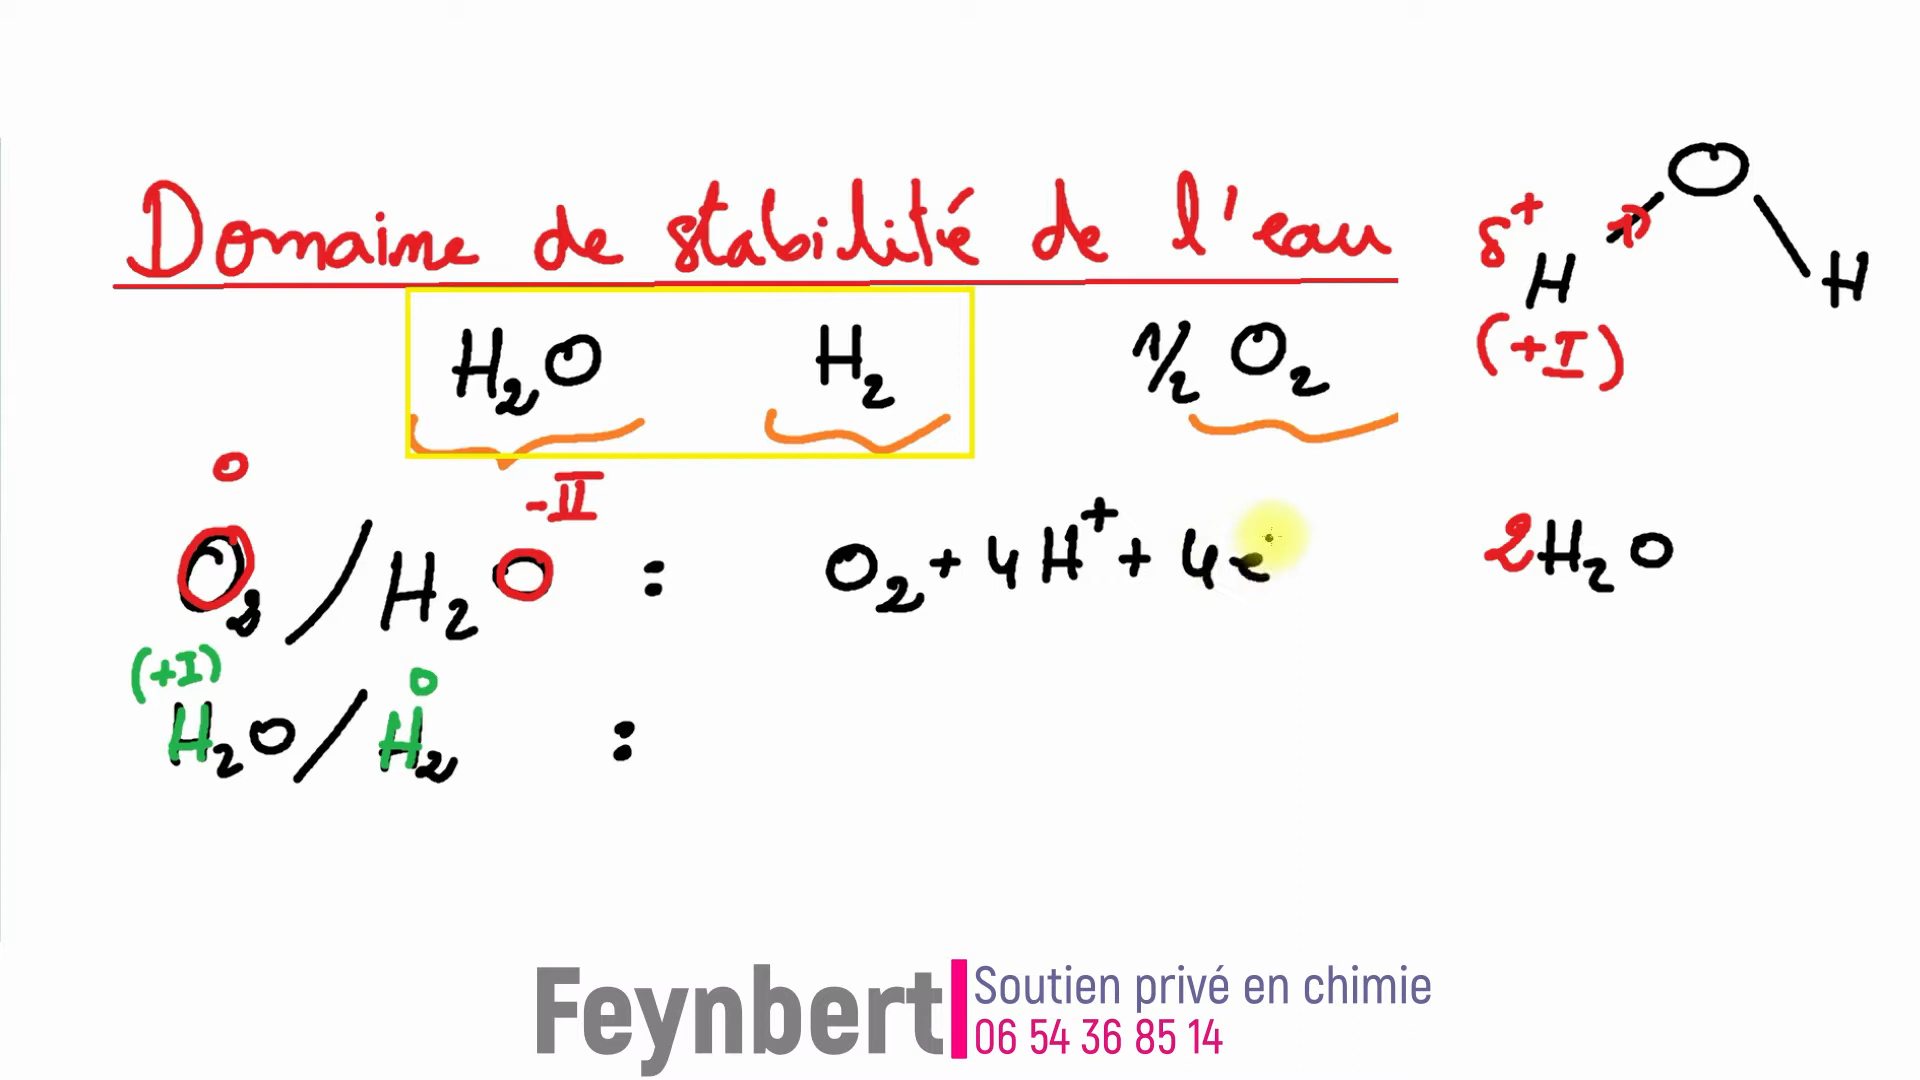 Domaine de stabilité de l'eau
δ+ H O H
(+I)
H2O H2 1/2 O2
0 -II
O2 / H2O : O2 + 4H+ + 4e 2H2O
(+I) 0
H2O / H2 :
Feynbert
Soutien privé en chimie
06 54 36 85 14